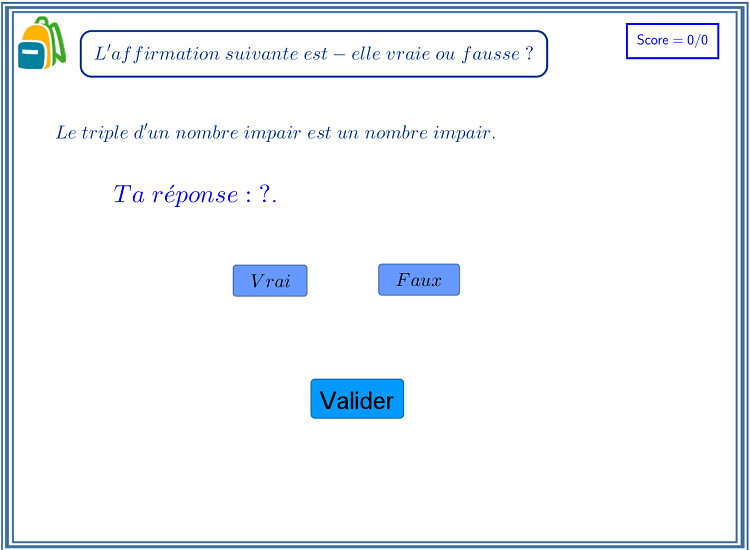 L'affirmation suivante est − elle vraie ou fausse ?
Score = 0/0
Le triple d'un nombre impair est un nombre impair.
Ta réponse : ?.
Vrai
Faux
Valider